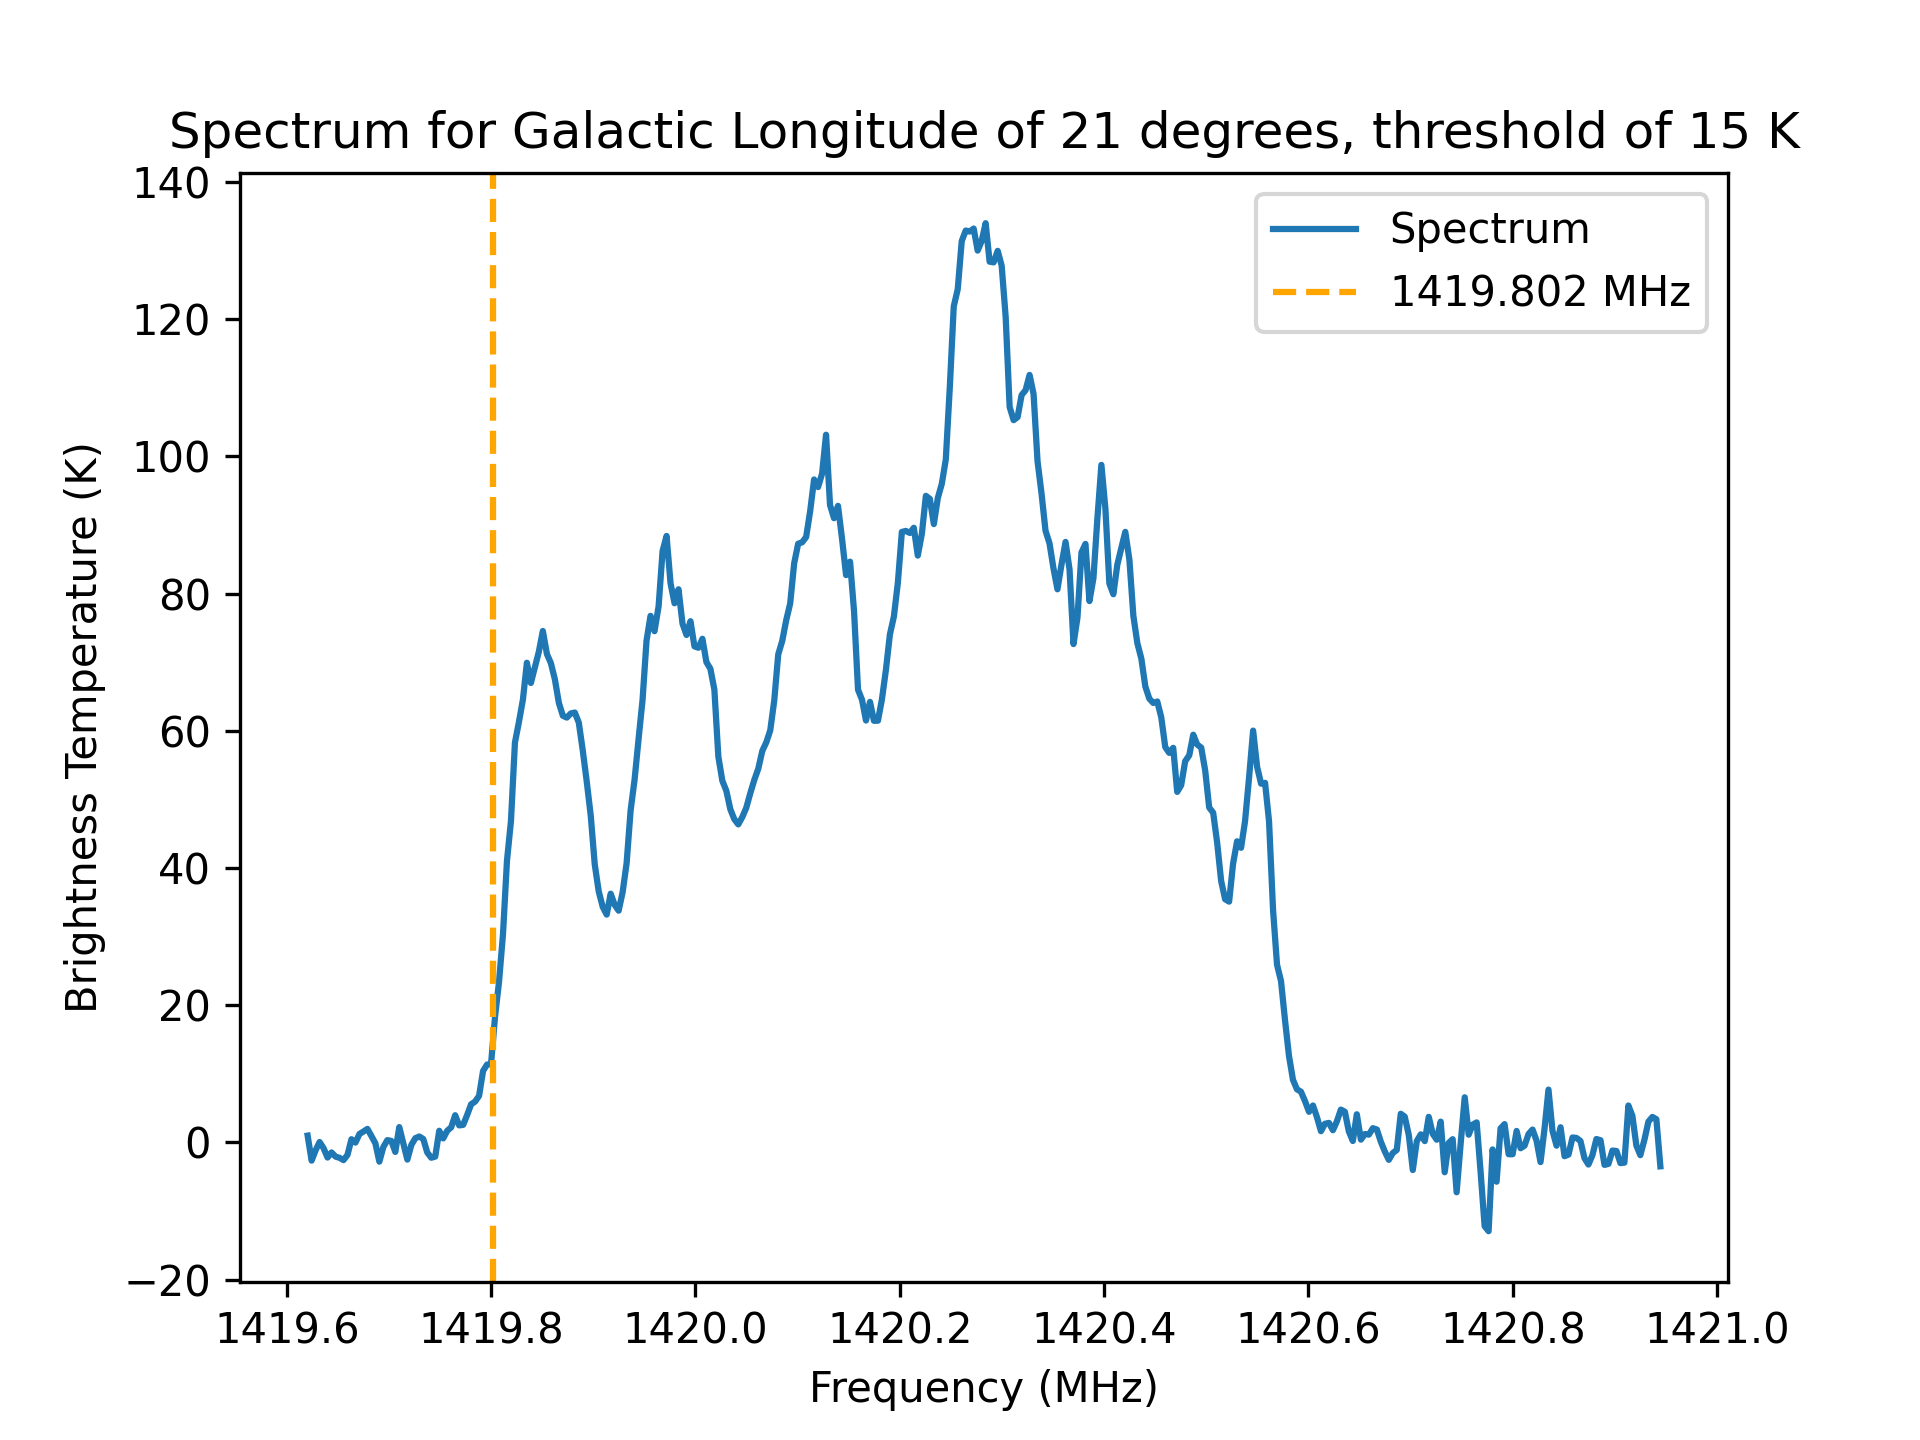 Spectrum for Galactic Longitude of 21 degrees, threshold of 15 K
Spectrum
1419.802 MHz
Brightness Temperature (K)
140
120
100
80
60
40
20
0
−20
1419.6 1419.8 1420.0 1420.2 1420.4 1420.6 1420.8 1421.0
Frequency (MHz)